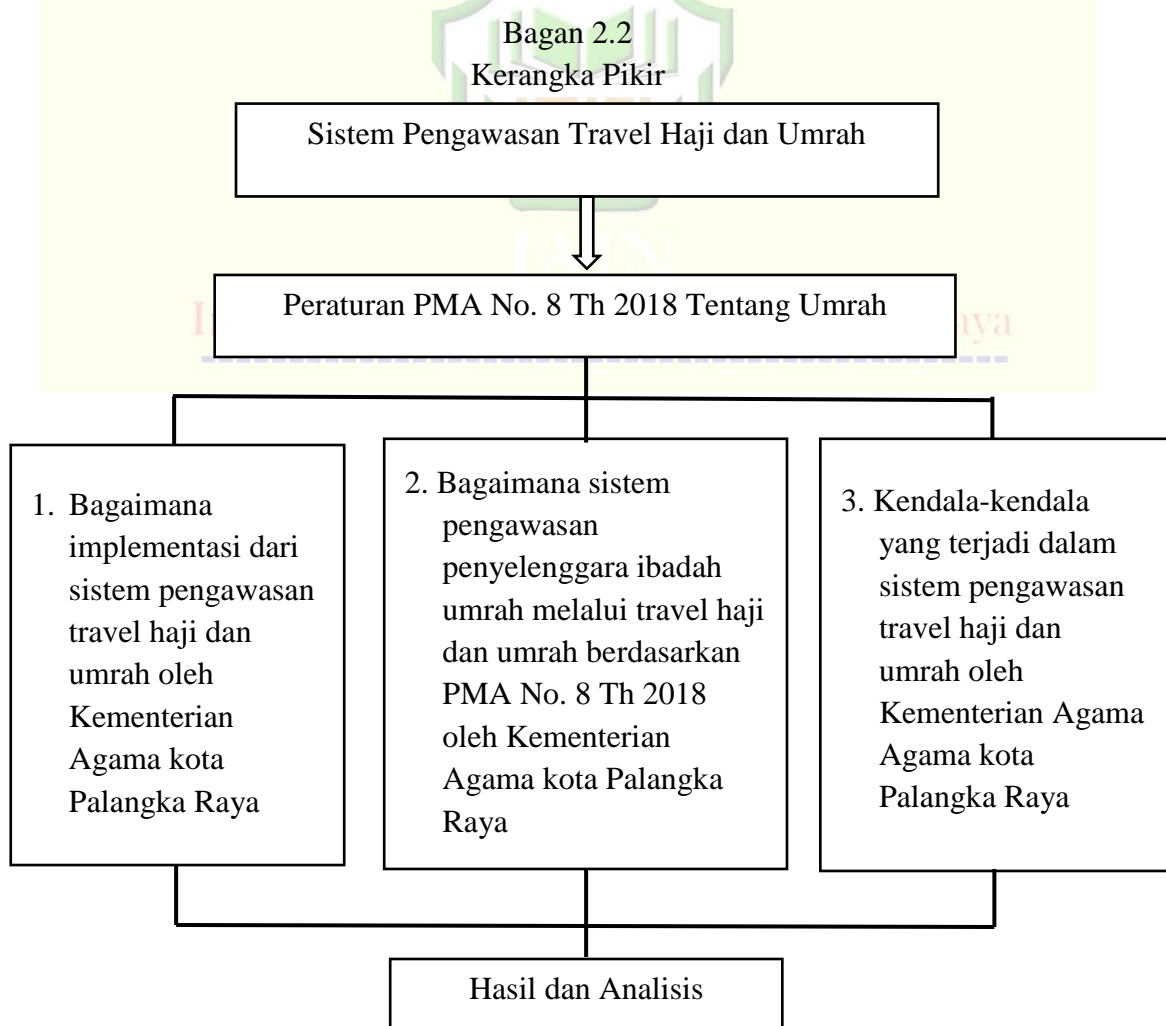 Bagan 2.2
Kerangka Pikir
Sistem Pengawasan Travel Haji dan Umrah
IAIN
Peraturan PMA No. 8 Th 2018 Tentang Umrah
I
aya
1. Bagaimana
implementasi dari
sistem pengawasan
travel haji dan
umrah oleh
Kementerian
Agama kota
Palangka Raya
2. Bagaimana sistem
pengawasan
penyelenggara ibadah
umrah melalui travel haji
dan umrah berdasarkan
PMA No. 8 Th 2018
oleh Kementerian
Agama kota Palangka
Raya
3. Kendala-kendala
yang terjadi dalam
sistem pengawasan
travel haji dan
umrah oleh
Kementerian Agama
Agama kota
Palangka Raya
Hasil dan Analisis